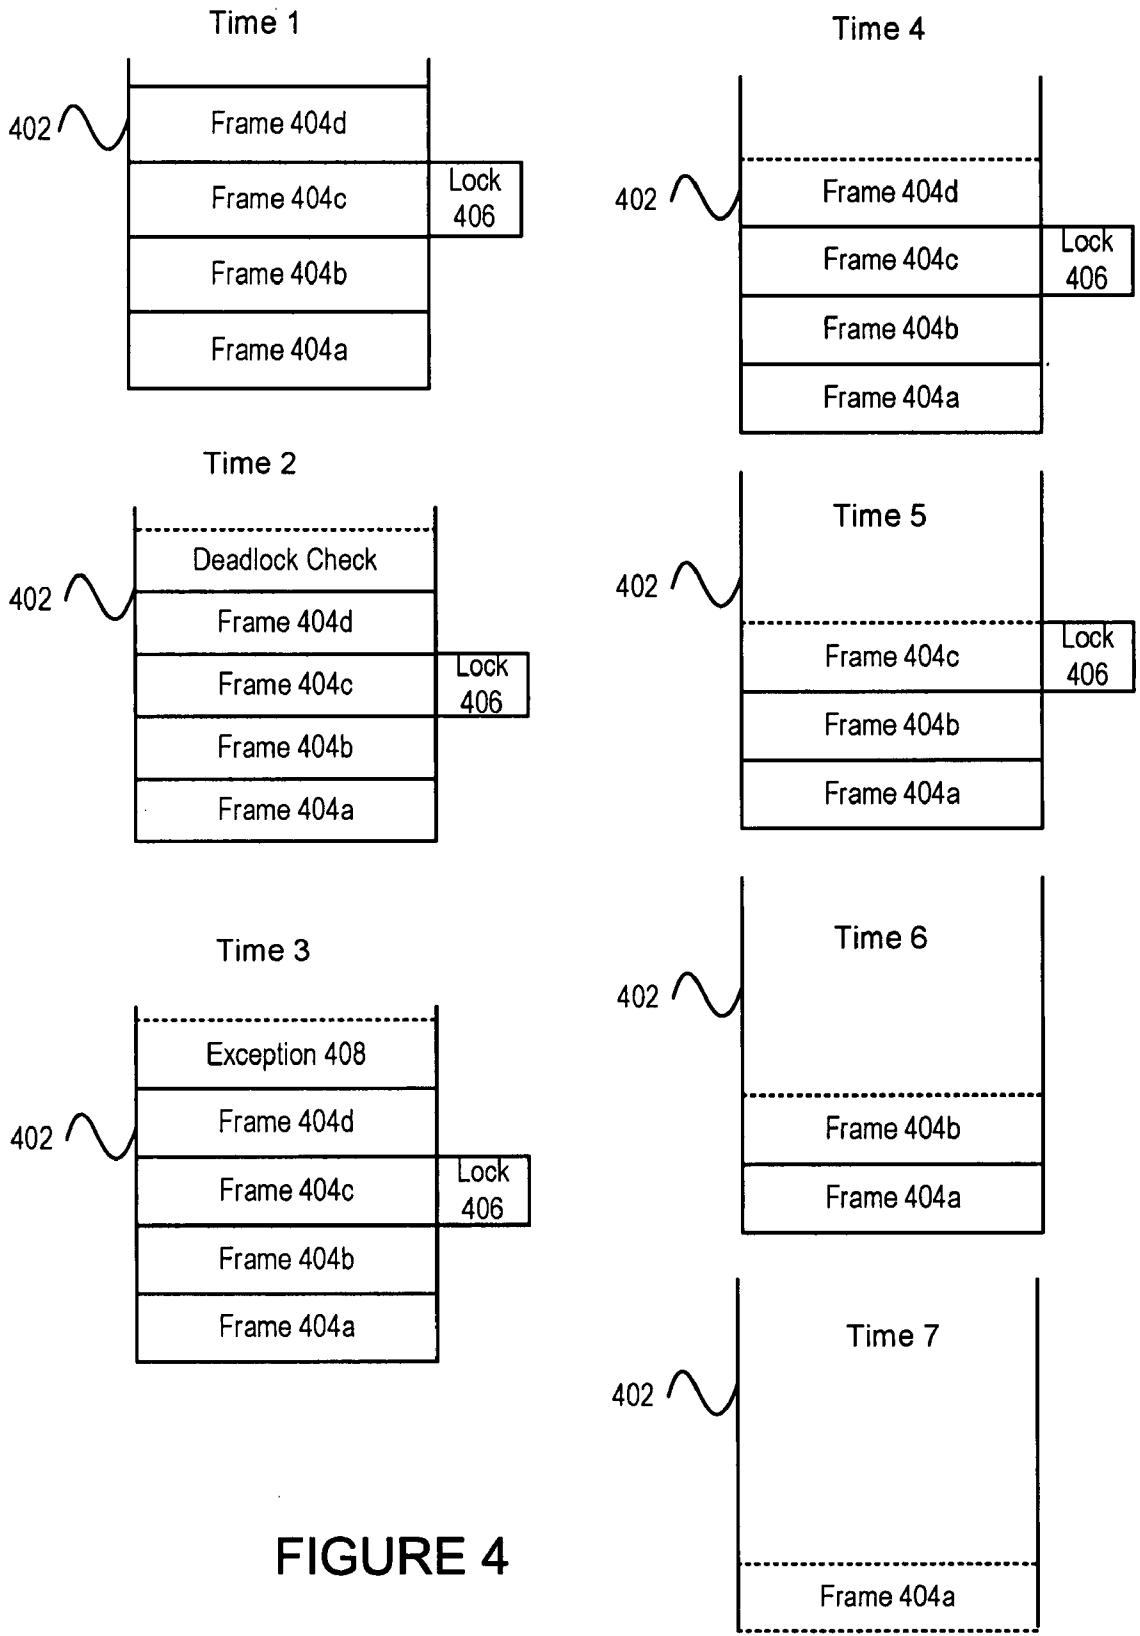 Time 1
402
Frame 404d
Frame 404c
Lock
406
Frame 404b
Frame 404a
Time 2
Deadlock Check
402
Frame 404d
Frame 404c
Lock
406
Frame 404b
Frame 404a
Time 3
Exception 408
402
Frame 404d
Frame 404c
Lock
406
Frame 404b
Frame 404a
Time 4
402
Frame 404d
Frame 404c
Lock
406
Frame 404b
Frame 404a
Time 5
402
Frame 404c
Lock
406
Frame 404b
Frame 404a
Time 6
402
Frame 404b
Frame 404a
Time 7
402
Frame 404a
FIGURE 4